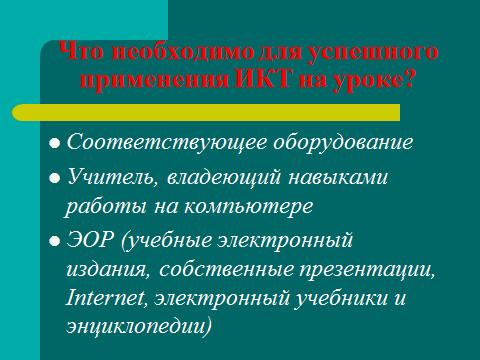 Что необходимо для успешного
применения ИКТ на уроке?
Соответствующее оборудование
Учитель, владеющий навыками
работы на компьютере
ЭОР (учебные электронный
издания, собственные презентации,
Internet, электронный учебники и
энциклопедии)